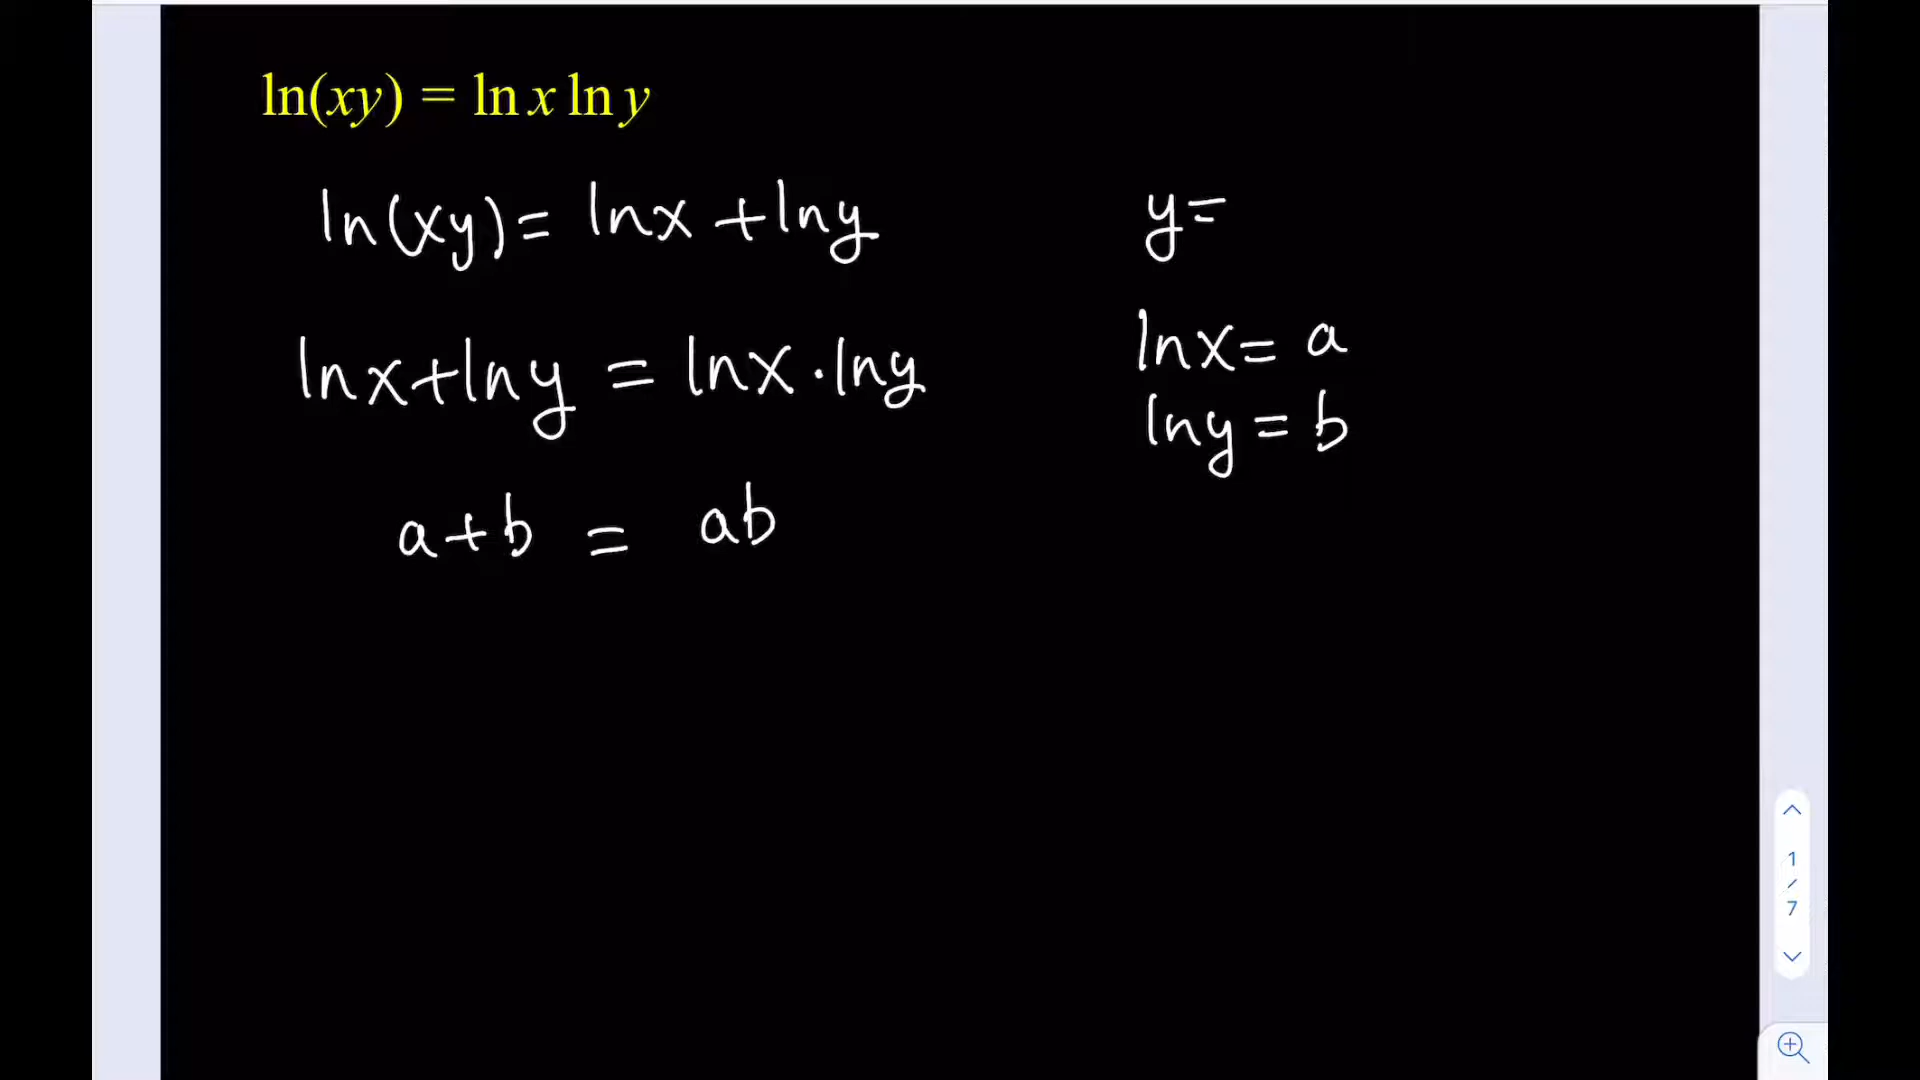 ln(xy) = ln x ln y
ln(xy) = lnx + lny
y =
lnx + lny = lnx · lny
lnx = a
lny = b
a + b = ab
1
/
7